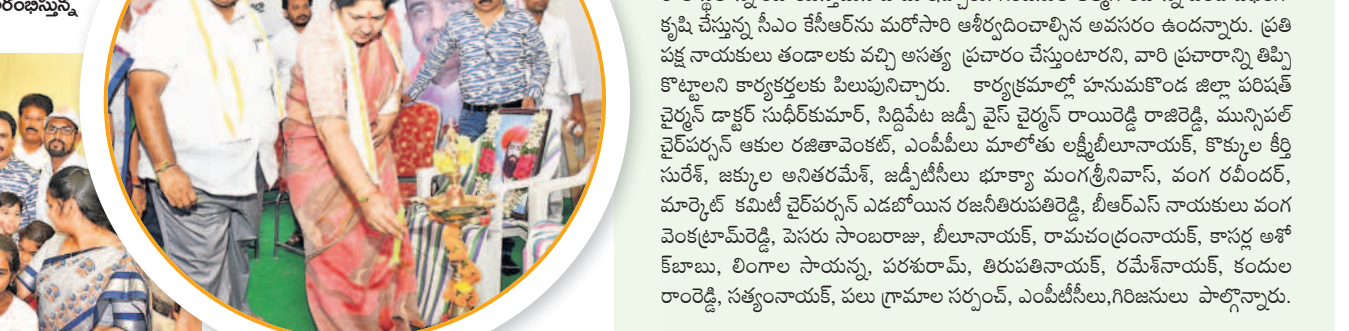 రంభిస్తున్న
కృషి చేస్తున్న సీఎం కేసీఆర్‌ను మరోసారి ఆశీర్వదించాల్సిన అవసరం ఉందన్నారు. ప్రతి
పక్ష నాయకులు తండాలకు వచ్చి అసత్య ప్రచారం చేస్తుంటారని, వారి ప్రచారాన్ని తిప్పి
కొట్టాలని కార్యకర్తలకు పిలుపునిచ్చారు. కార్యక్రమాల్లో హనుమకొండ జిల్లా పరిషత్
చైర్మన్ డాక్టర్ సుధీర్‌కుమార్, సిద్దిపేట జడ్పీ వైస్ చైర్మన్ రాయిరెడ్డి రాజిరెడ్డి, మున్సిపల్
చైర్‌పర్సన్ ఆకుల రజితావెంకట్, ఎంపీపీలు మాలోతు లక్ష్మీబీలూనాయక్, కొక్కుల కీర్తి
సురేశ్, జక్కుల అనితరమేశ్, జడ్పీటీసీలు భూక్యా మంగశ్రీనివాస్, వంగ రవీందర్,
మార్కెట్ కమిటీ చైర్‌పర్సన్ ఎడబోయిన రజనీతిరుపతిరెడ్డి, బీఆర్ఎస్ నాయకులు వంగ
వెంకట్రామ్‌రెడ్డి, పెసరు సాంబరాజు, బీలూనాయక్, రామచంద్రంనాయక్, కాసర్ల అశో
క్‌బాబు, లింగాల సాయన్న, పరశురామ్, తిరుపతినాయక్, రమేశ్‌నాయక్, కందుల
రాంరెడ్డి, సత్యంనాయక్, పలు గ్రామాల సర్పంచ్, ఎంపీటీసీలు,గిరిజనులు పాల్గొన్నారు.